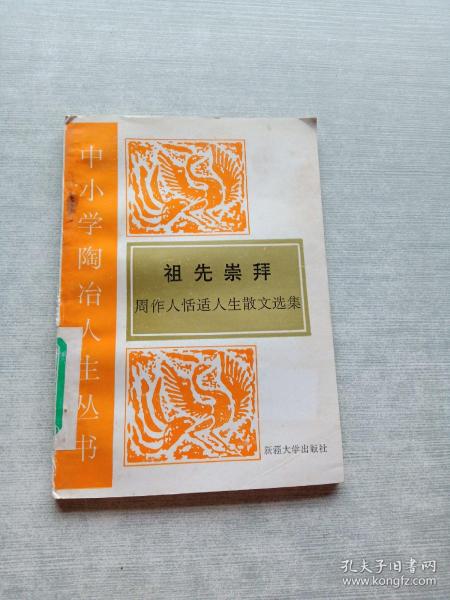 中小学陶冶人生丛书
祖先崇拜
周作人恬适人生散文选集
新疆大学出版社
孔夫子旧书网
www.kongfz.com